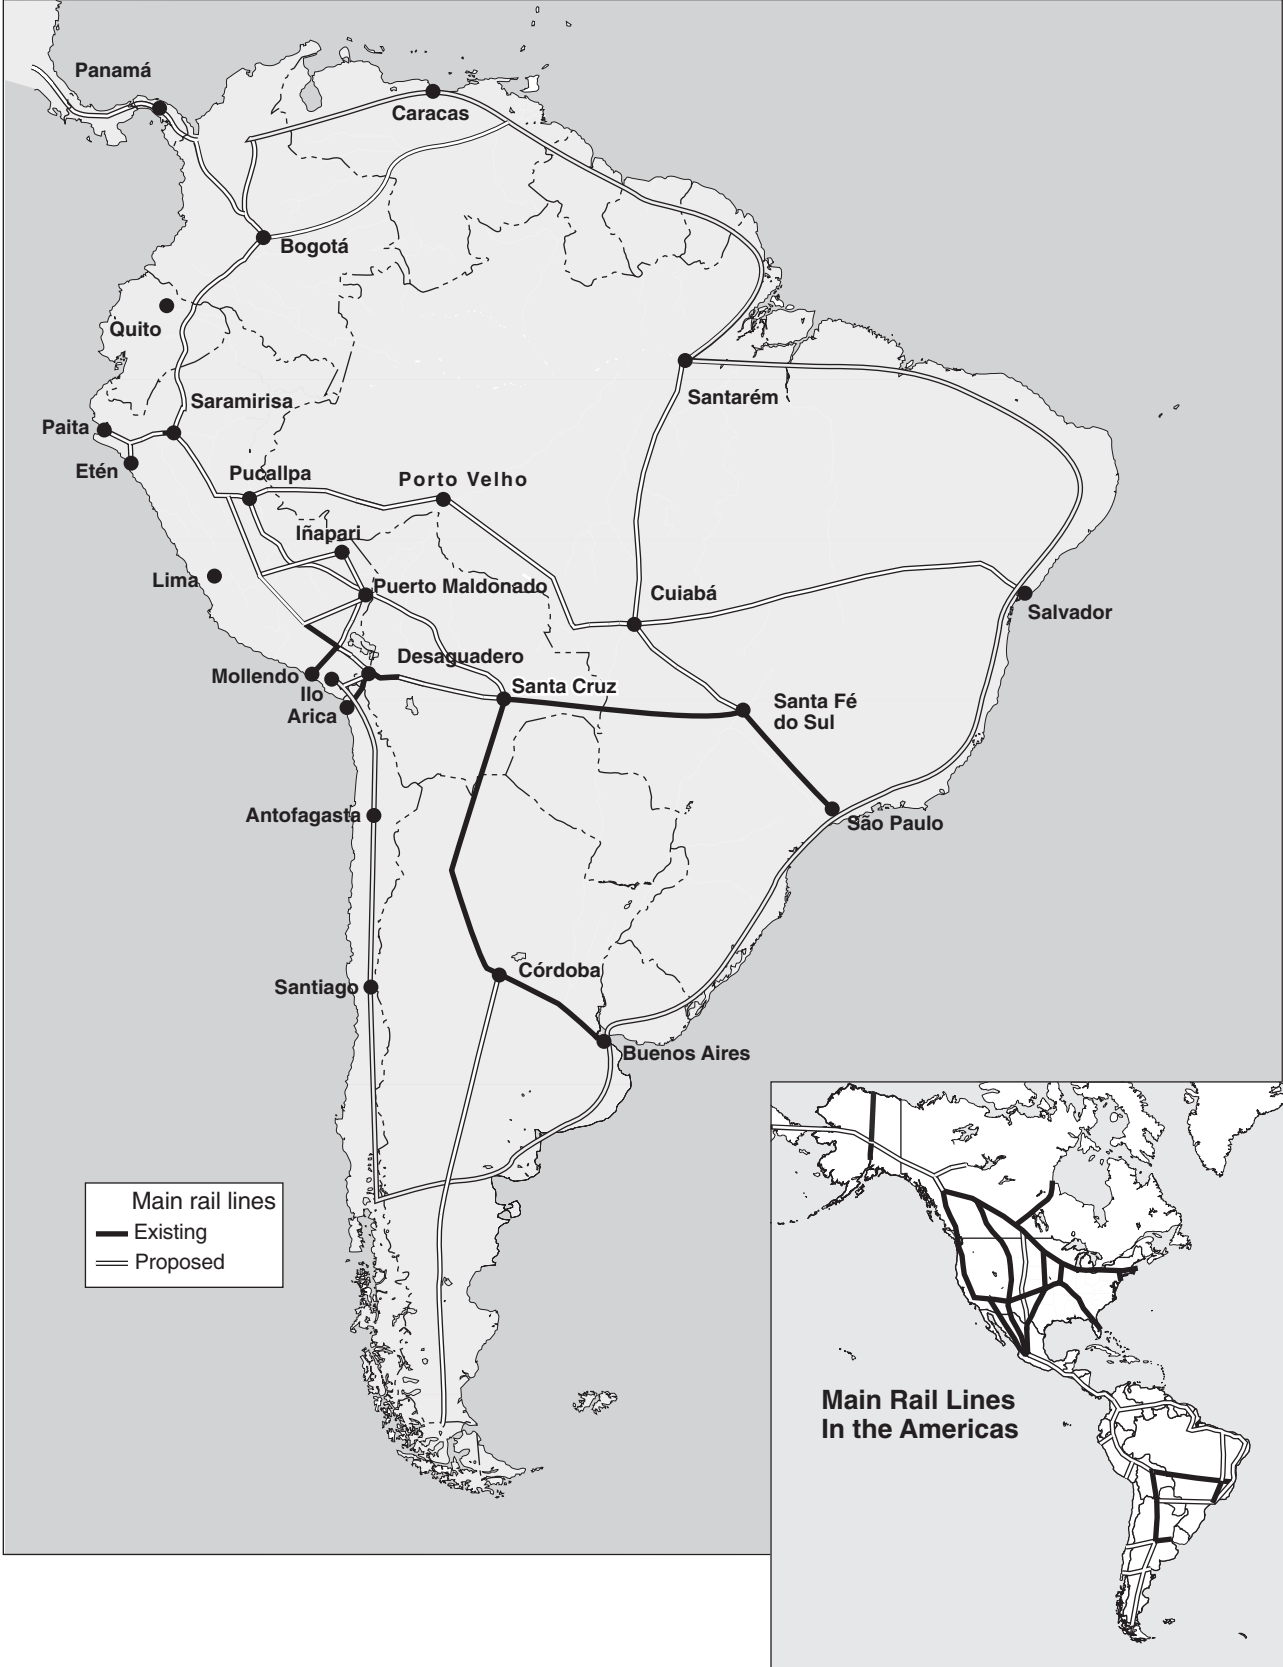 Panamá
Caracas
Bogotá
Quito
Saramirisa
Santarém
Paita
Etén
Pucallpa
Porto Velho
Iñapari
Lima
Puerto Maldonado
Cuiabá
Salvador
Desaguadero
Mollendo
Ilo
Arica
Santa Cruz
Santa Fé
do Sul
Antofagasta
São Paulo
Córdoba
Santiago
Buenos Aires
Main rail lines
Existing
Proposed
Main Rail Lines
In the Americas